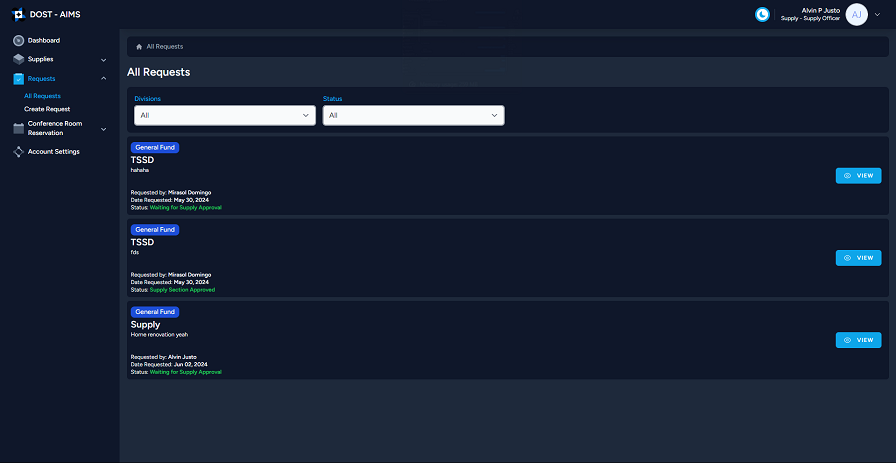 DOST - AIMS
Alvin P Justo
Supply - Supply Officer
AJ
Dashboard
Supplies
Requests
All Requests
Create Request
Conference Room
Reservation
Account Settings
All Requests
All Requests
Divisions
Status
All
All
General Fund
TSSD
hahaha
Requested by: Mirasol Domingo
Date Requested: May 30, 2024
Status: Waiting for Supply Approval
VIEW
General Fund
TSSD
fds
Requested by: Mirasol Domingo
Date Requested: May 30, 2024
Status: Supply Section Approved
VIEW
General Fund
Supply
Home renovation yeah
Requested by: Alvin Justo
Date Requested: Jun 02, 2024
Status: Waiting for Supply Approval
VIEW